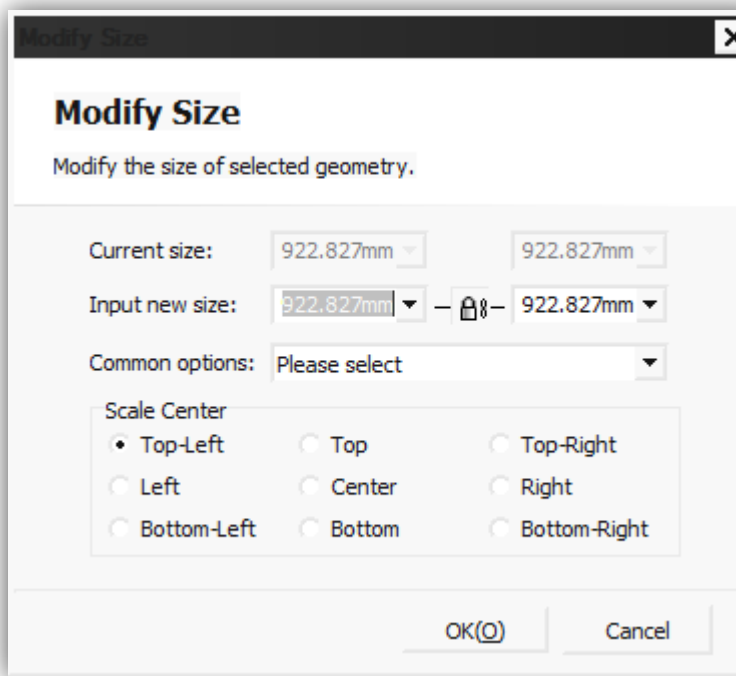 Modify Size
Modify Size
Modify the size of selected geometry.
Current size: 922.827mm 922.827mm
Input new size: 922.827mm 922.827mm
Common options: Please select
Scale Center
Top-Left Top Top-Right
Left Center Right
Bottom-Left Bottom Bottom-Right
OK(O) Cancel